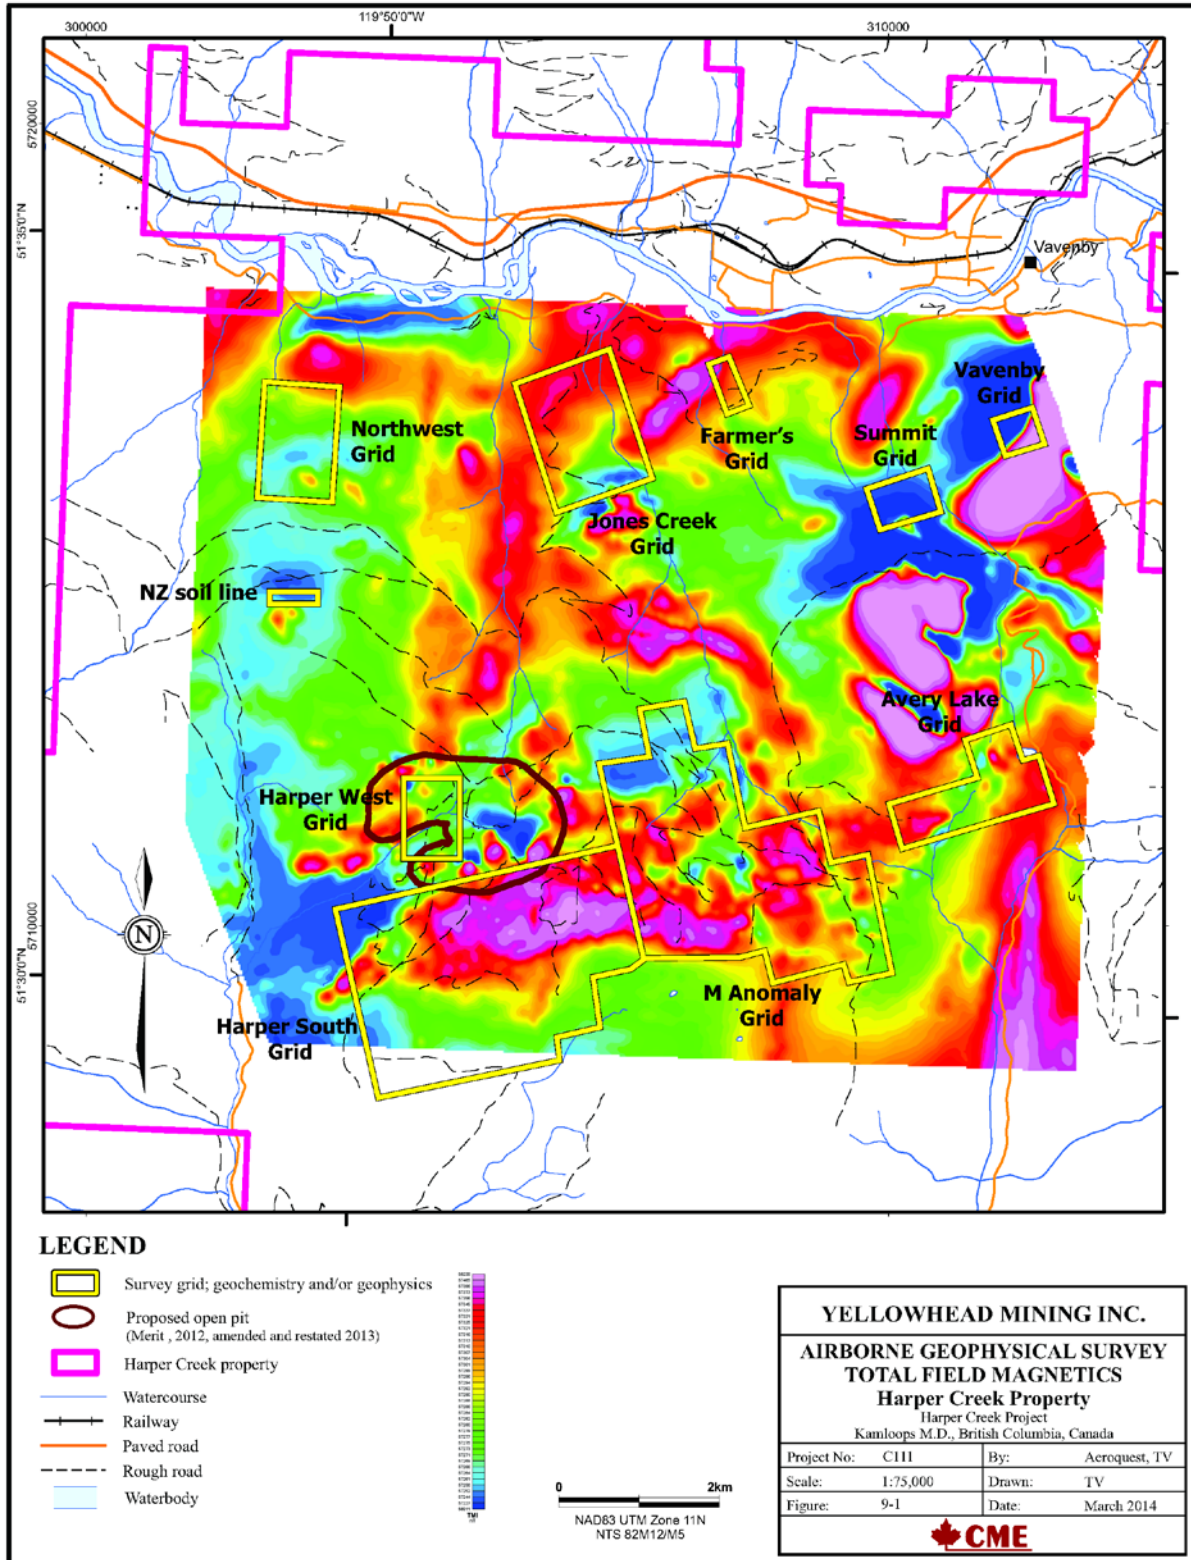 119°50'0"W
300000
310000
5720000
51°35'0"N
Vavenby
Vavenby
Grid
Northwest
Grid
Farmer's
Grid
Summit
Grid
Jones Creek
Grid
NZ soil line
Avery Lake
Grid
Harper West
Grid
5710000
N
51°30'0"N
M Anomaly
Grid
Harper South
Grid
LEGEND
Survey grid; geochemistry and/or geophysics
Proposed open pit
(Merit , 2012, amended and restated 2013)
Harper Creek property
Watercourse
Railway
Paved road
Rough road
Waterbody
TMI
0 2km
NAD83 UTM Zone 11N
NTS 82M12/M5
YELLOWHEAD MINING INC.
AIRBORNE GEOPHYSICAL SURVEY
TOTAL FIELD MAGNETICS
Harper Creek Property
Harper Creek Project
Kamloops M.D., British Columbia, Canada
Project No: C111 By: Aeroquest, TV
Scale: 1:75,000 Drawn: TV
Figure: 9-1 Date: March 2014
CME